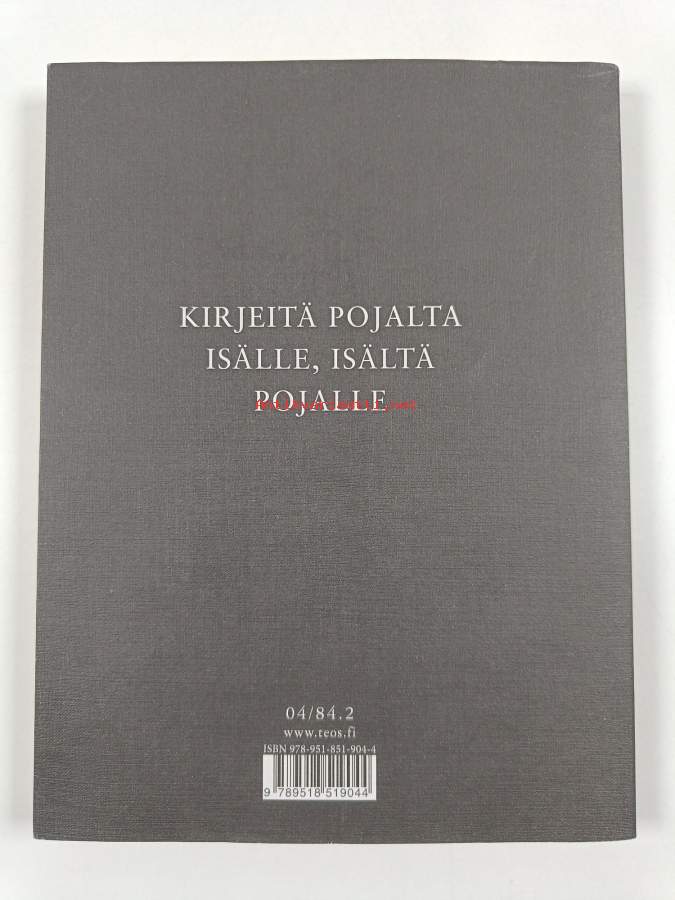 KIRJEITÄ POJALTA
ISÄLLE, ISÄLTÄ
POJALLE
04/84.2
www.teos.fi
ISBN 978-951-851-904-4
9 789518 519044